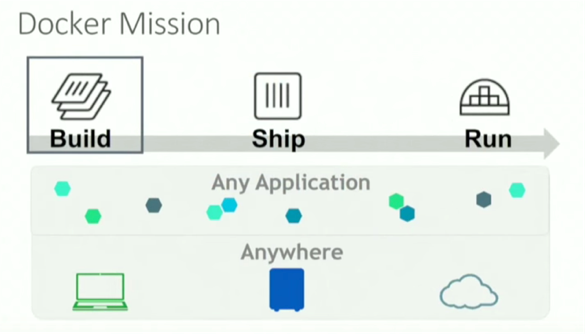 Docker Mission
Build Ship Run
Any Application
Anywhere